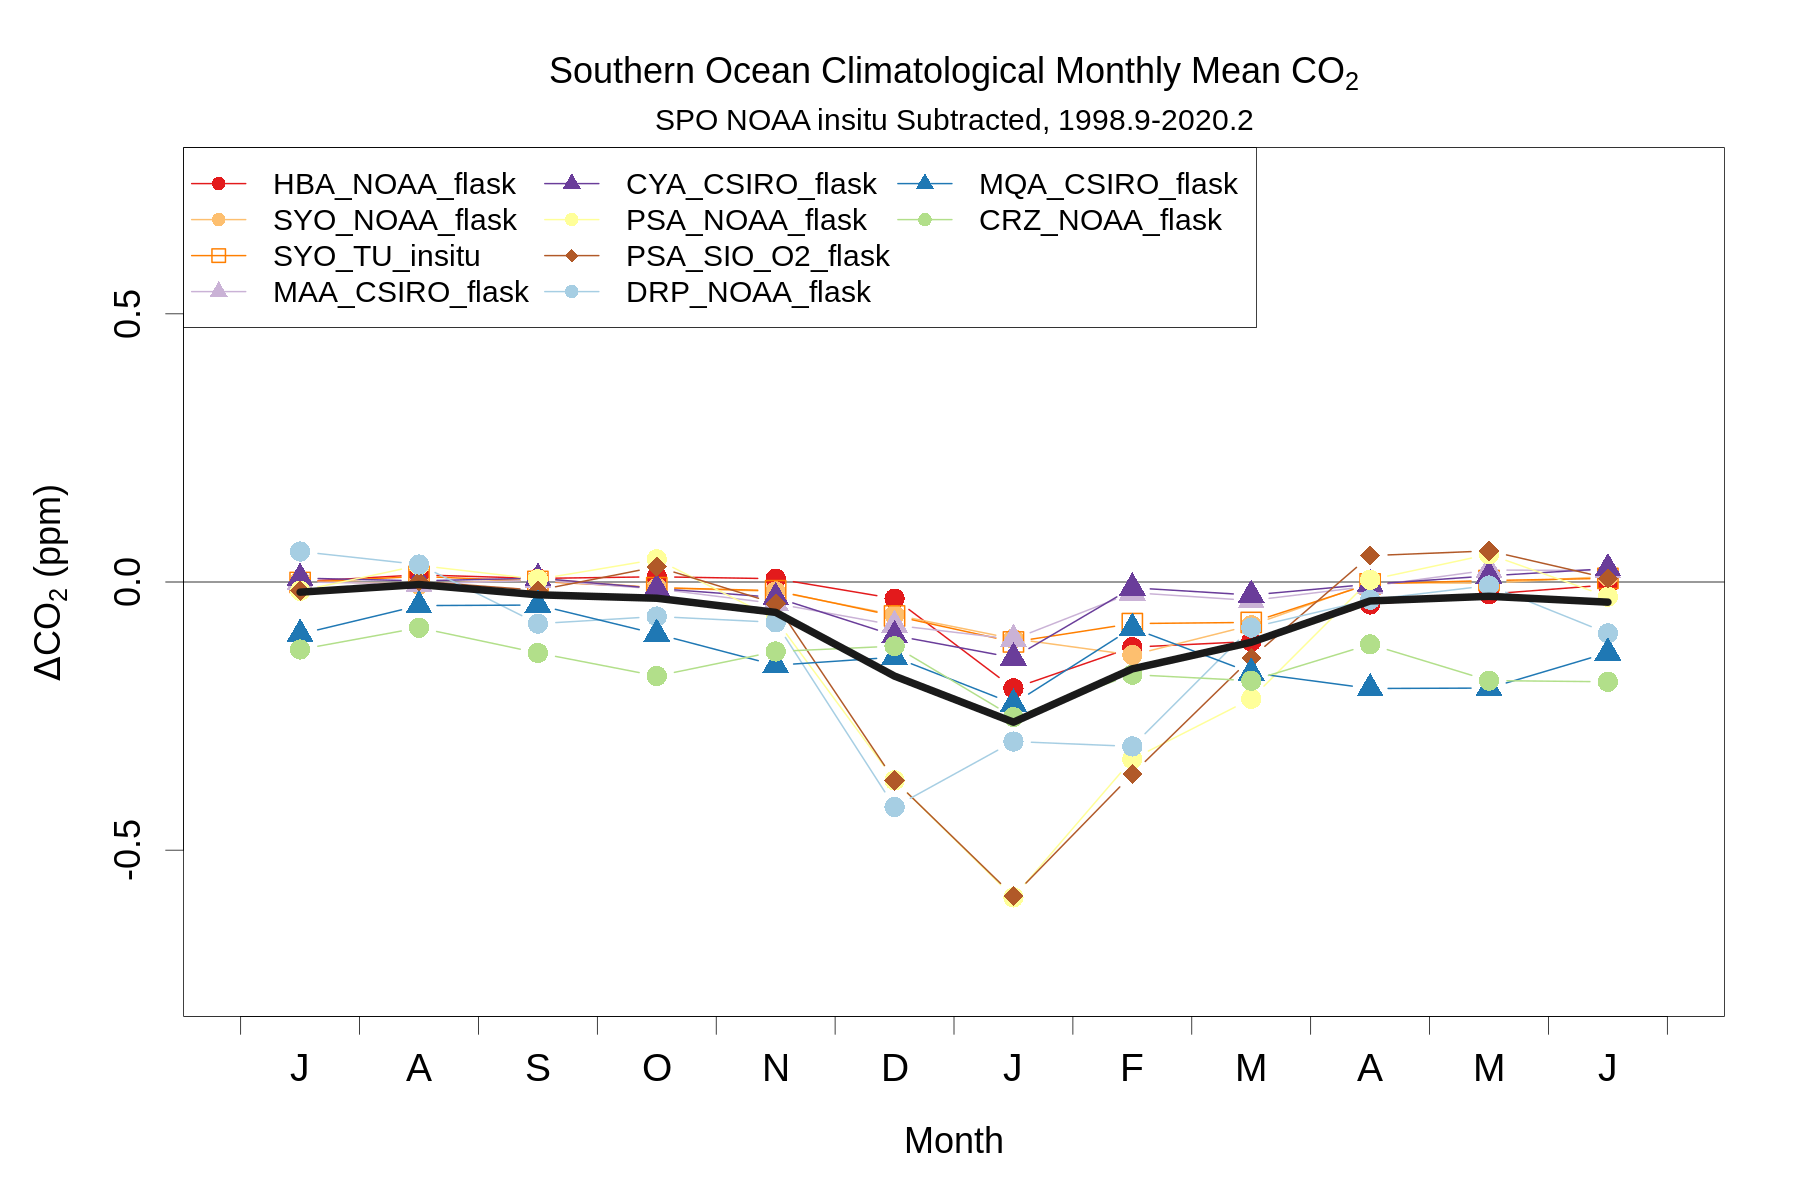 Southern Ocean Climatological Monthly Mean CO₂
SPO NOAA insitu Subtracted, 1998.9-2020.2
HBA_NOAA_flask
SYO_NOAA_flask
SYO_TU_insitu
MAA_CSIRO_flask
CYA_CSIRO_flask
PSA_NOAA_flask
PSA_SIO_O2_flask
DRP_NOAA_flask
MQA_CSIRO_flask
CRZ_NOAA_flask
ΔCO₂ (ppm)
0.5
0.0
-0.5
J A S O N D J F M A M J
Month